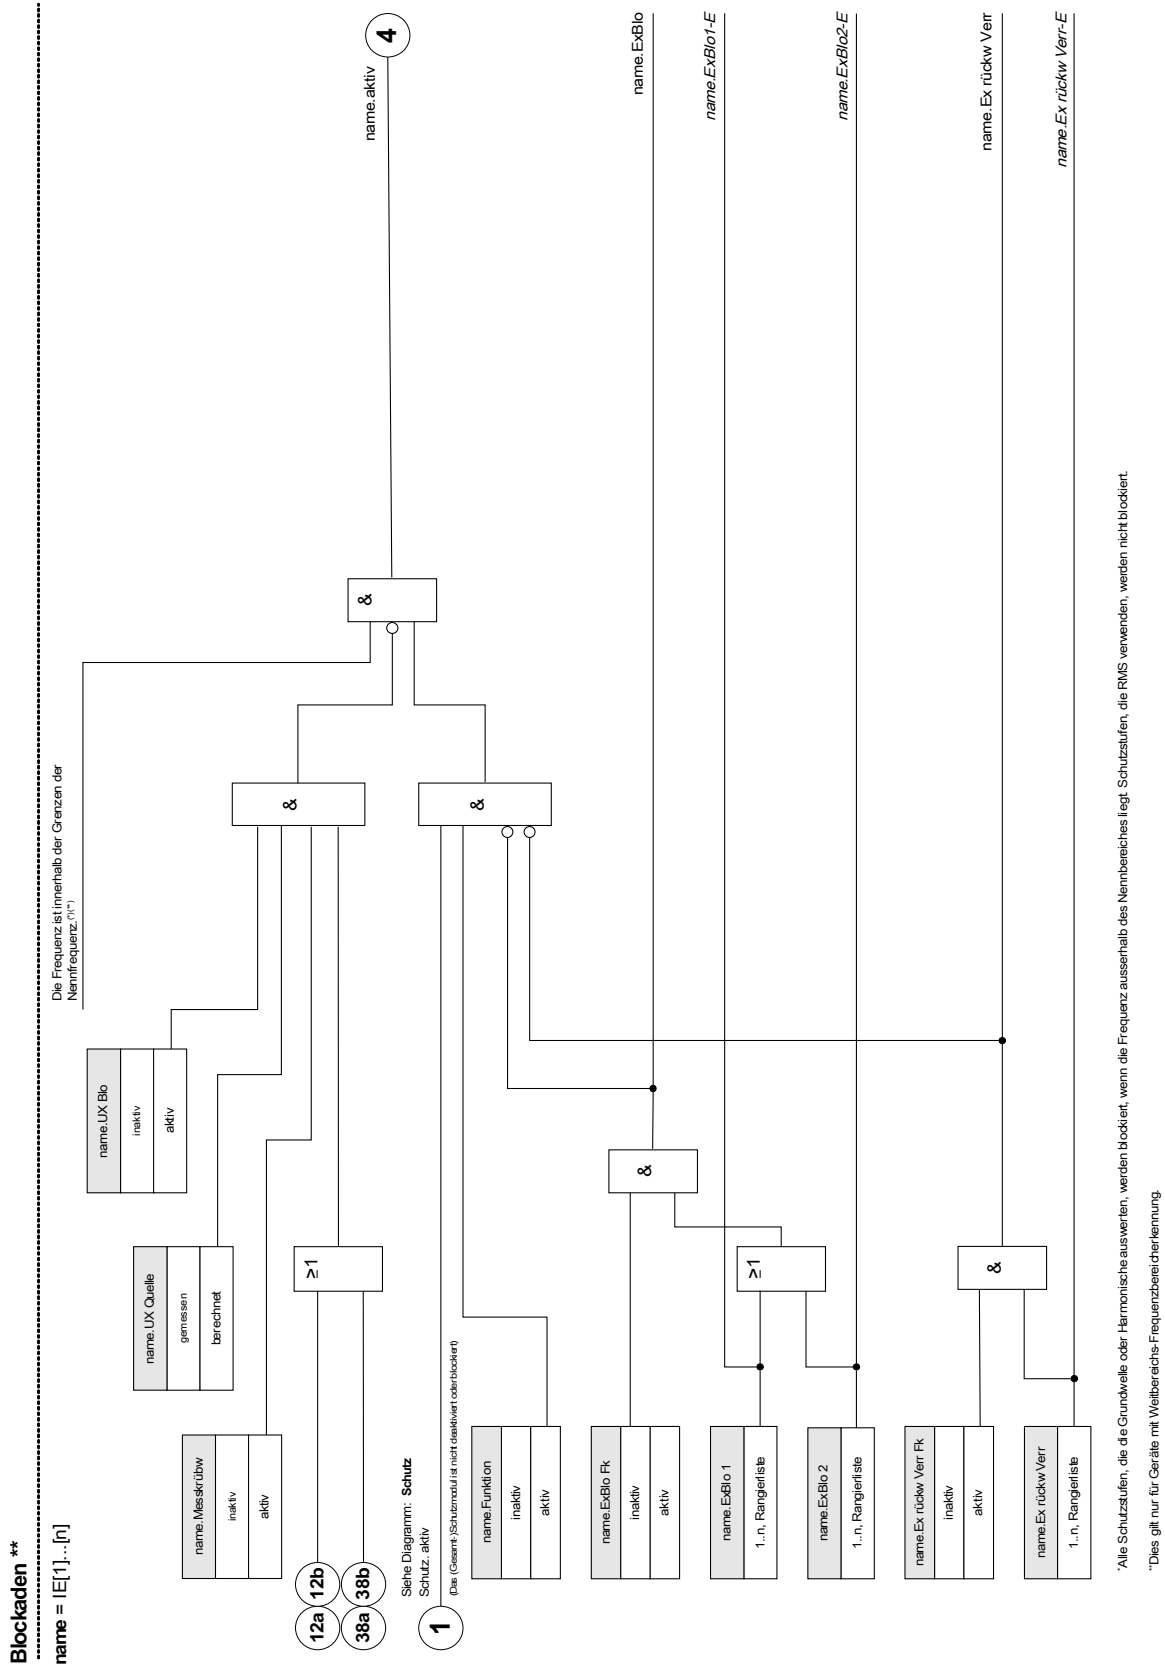 Blockaden **
name = IE[1]...[n]
Die Frequenz ist innerhalb der Grenzen der
Nennfrequenz.(*)(**)
name.UX Blo
inaktiv
aktiv
name.UX Quelle
gemessen
berechnet
name.Messkrübw
inaktiv
aktiv
12a
12b
38a
38b
≥1
&
&
&
name.aktiv
4
Siehe Diagramm: Schutz
Schutz. aktiv
1
(Das (Gesamt-)Schutzmodul ist nicht deaktiviert oder blockiert)
name.Funktion
inaktiv
aktiv
name.ExBlo Fk
inaktiv
aktiv
&
name.ExBlo
name.ExBlo 1
1..n, Rangierliste
≥1
name.ExBlo1-E
name.ExBlo 2
1..n, Rangierliste
name.ExBlo2-E
name.Ex rückw Verr Fk
inaktiv
aktiv
&
name.Ex rückw Verr
name.Ex rückw Verr
1..n, Rangierliste
name.Ex rückw Verr-E
*Alle Schutzstufen, die die Grundwelle oder Harmonische auswerten, werden blockiert, wenn die Frequenz ausserhalb des Nennbereiches liegt. Schutzstufen, die RMS verwenden, werden nicht blockiert.
**Dies gilt nur für Geräte mit Weitbereichs-Frequenzbereicherkennung.